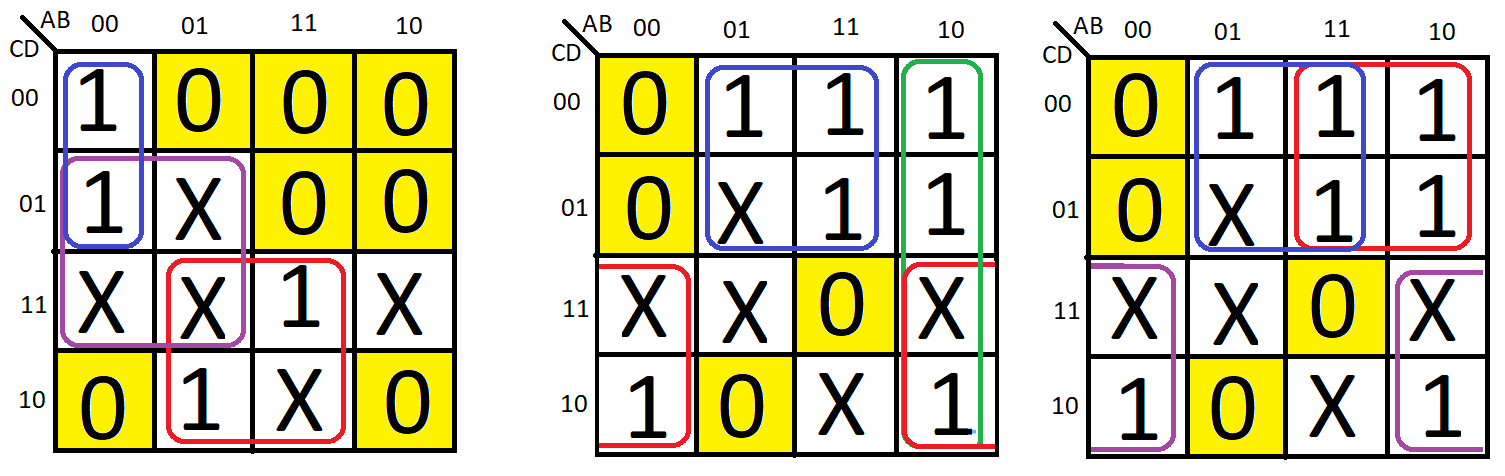 AB 00 01 11 10
CD
00 1 0 0 0
01 1 X 0 0
11 X X 1 X
10 0 1 X 0
AB 00 01 11 10
CD
00 0 1 1 1
01 0 X 1 1
11 X X 0 X
10 1 0 X 1
AB 00 01 11 10
CD
00 0 1 1 1
01 0 X 1 1
11 X X 0 X
10 1 0 X 1